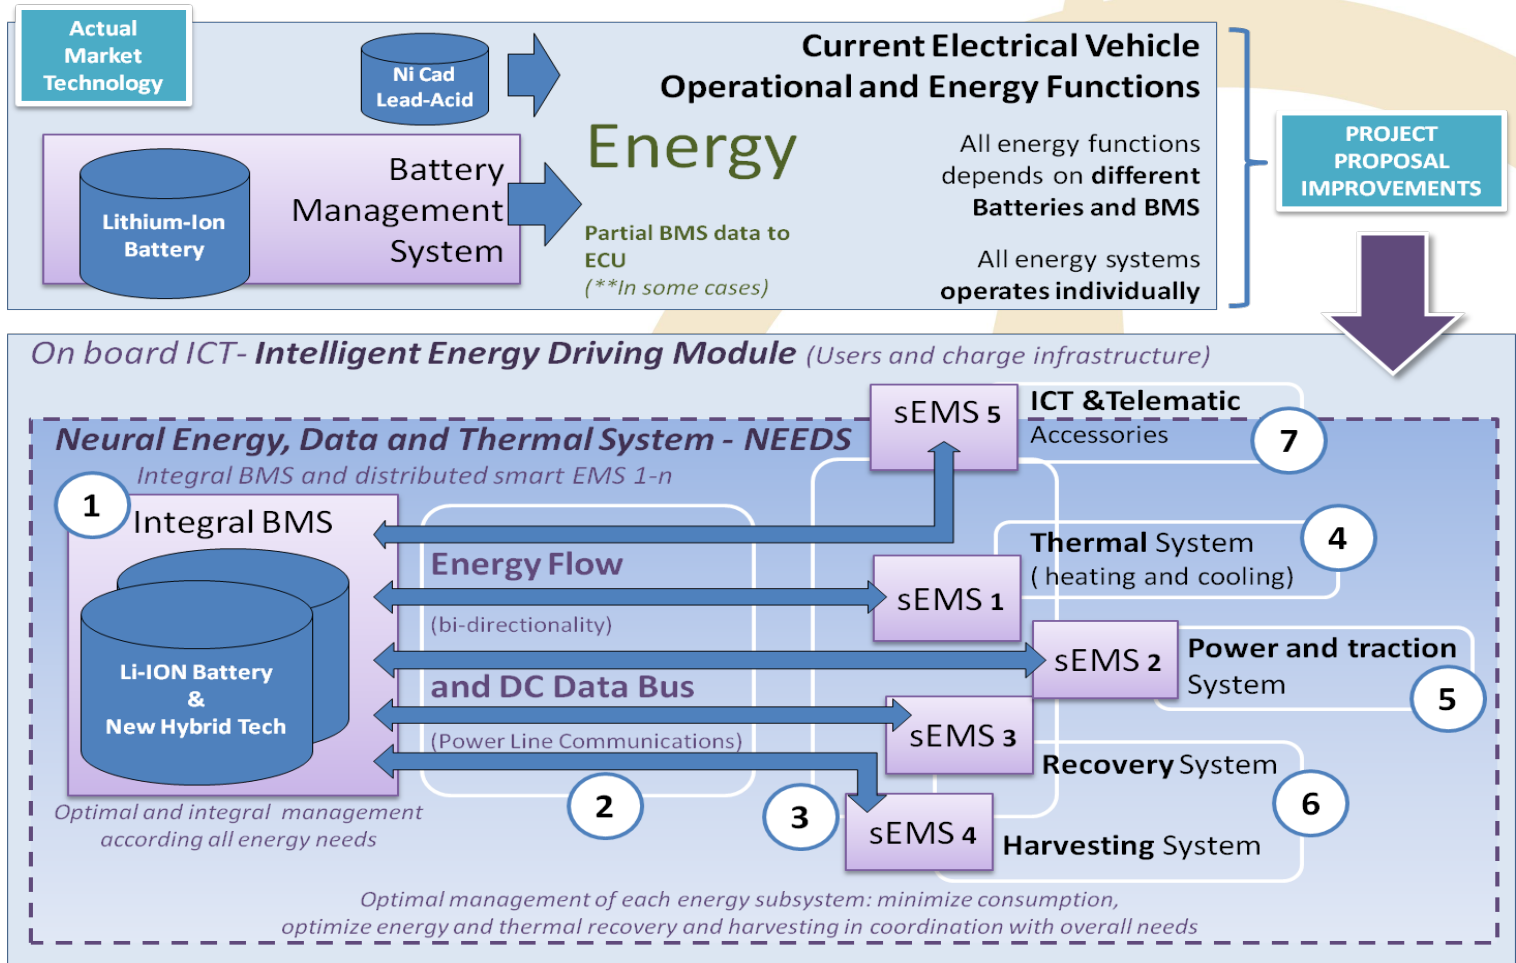 Actual
Market
Technology
Ni Cad
Lead-Acid
Current Electrical Vehicle
Operational and Energy Functions
Energy
Battery
Management
System
Lithium-Ion
Battery
Partial BMS data to
ECU
(**In some cases)
All energy functions
depends on different
Batteries and BMS
All energy systems
operates individually
PROJECT
PROPOSAL
IMPROVEMENTS
On board ICT- Intelligent Energy Driving Module (Users and charge infrastructure)
Neural Energy, Data and Thermal System - NEEDS
Integral BMS and distributed smart EMS 1-n
1
Integral BMS
Li-ION Battery
&
New Hybrid Tech
Optimal and integral management
according all energy needs
Energy Flow
(bi-directionality)
and DC Data Bus
(Power Line Communications)
2
3
sEMS 5
ICT &Telematic
Accessories
7
sEMS 1
Thermal System
( heating and cooling)
4
sEMS 2
Power and traction
System
5
sEMS 3
Recovery System
6
sEMS 4
Harvesting System
Optimal management of each energy subsystem: minimize consumption,
optimize energy and thermal recovery and harvesting in coordination with overall needs